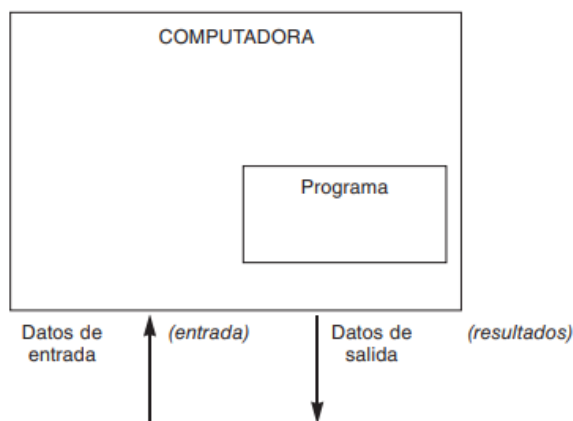 COMPUTADORA
Programa
Datos de
entrada
(entrada)
Datos de
salida
(resultados)